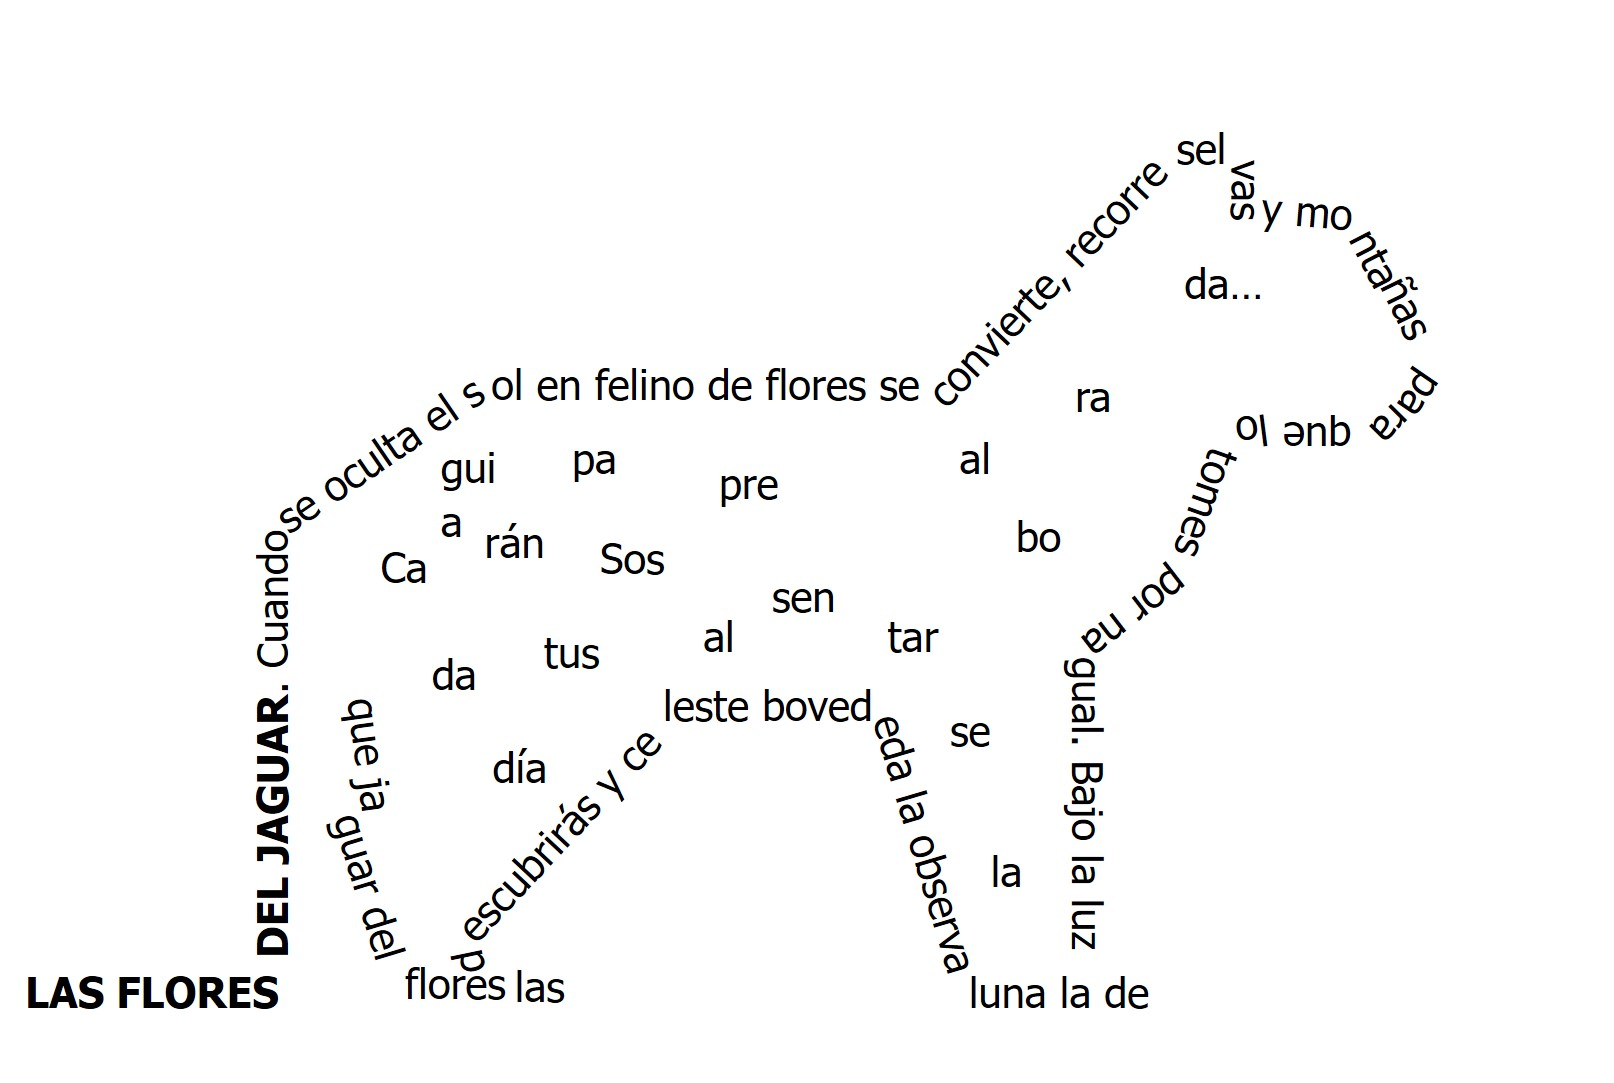 LAS FLORES
DEL JAGUAR. Cuando
se oculta el s
ol en felino de flores se
convierte, recorre
sel
vas
y mo
ntañas
para
que lo
tomes
por na
gual. Bajo la luz
luna la de
eda la observa
leste boved
escubrirás y ce
d
flores las
guar del
que ja
Ca
da
día
a
gui
rán
pa
Sos
tus
pre
sen
al
tar
se
la
al
bo
ra
da...